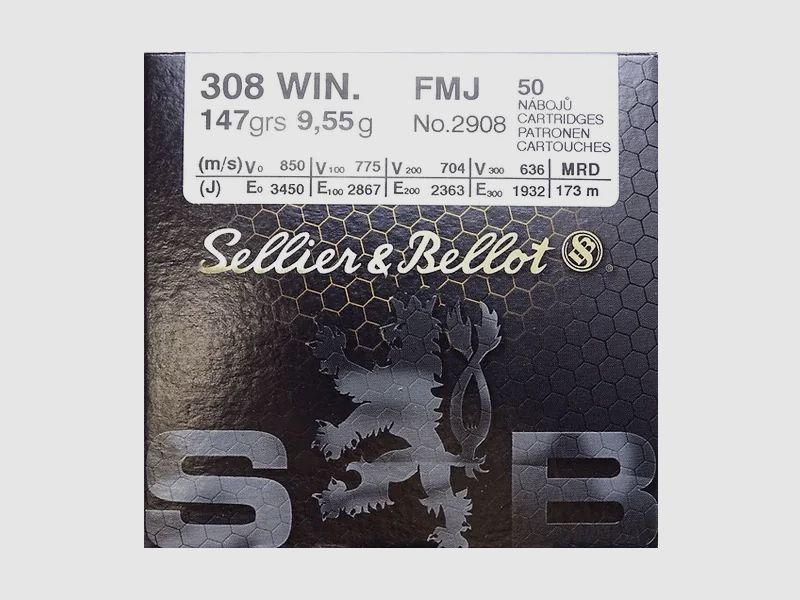 308 WIN. FMJ 50
NÁBOJŮ
147grs 9,55g No.2908 CARTRIDGES
PATRONEN
CARTOUCHES
(m/s) V0 850 V100 775 V200 704 V300 636 MRD
(J) E0 3450 E100 2867 E200 2363 E300 1932 173 m
Sellier & Bellot SB ®
S B